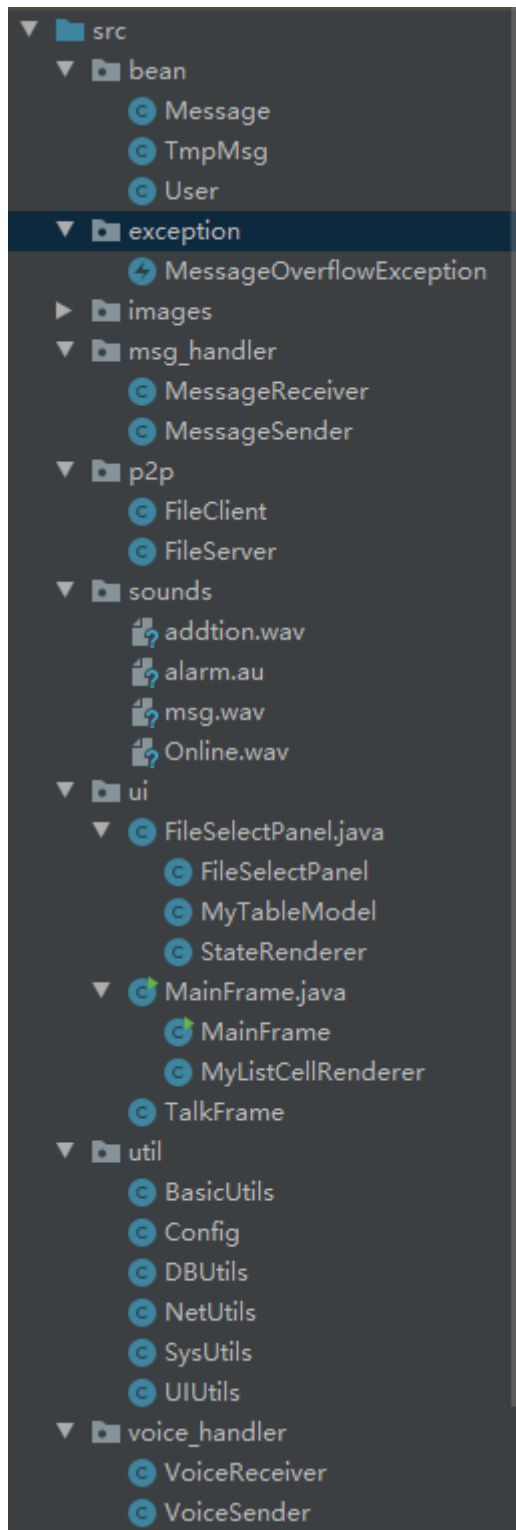 src
bean
Message
TmpMsg
User
exception
MessageOverflowException
images
msg_handler
MessageReceiver
MessageSender
p2p
FileClient
FileServer
sounds
addtion.wav
alarm.au
msg.wav
Online.wav
ui
FileSelectPanel.java
FileSelectPanel
MyTableModel
StateRenderer
MainFrame.java
MainFrame
MyListCellRenderer
TalkFrame
util
BasicUtils
Config
DBUtils
NetUtils
SysUtils
UIUtils
voice_handler
VoiceReceiver
VoiceSender